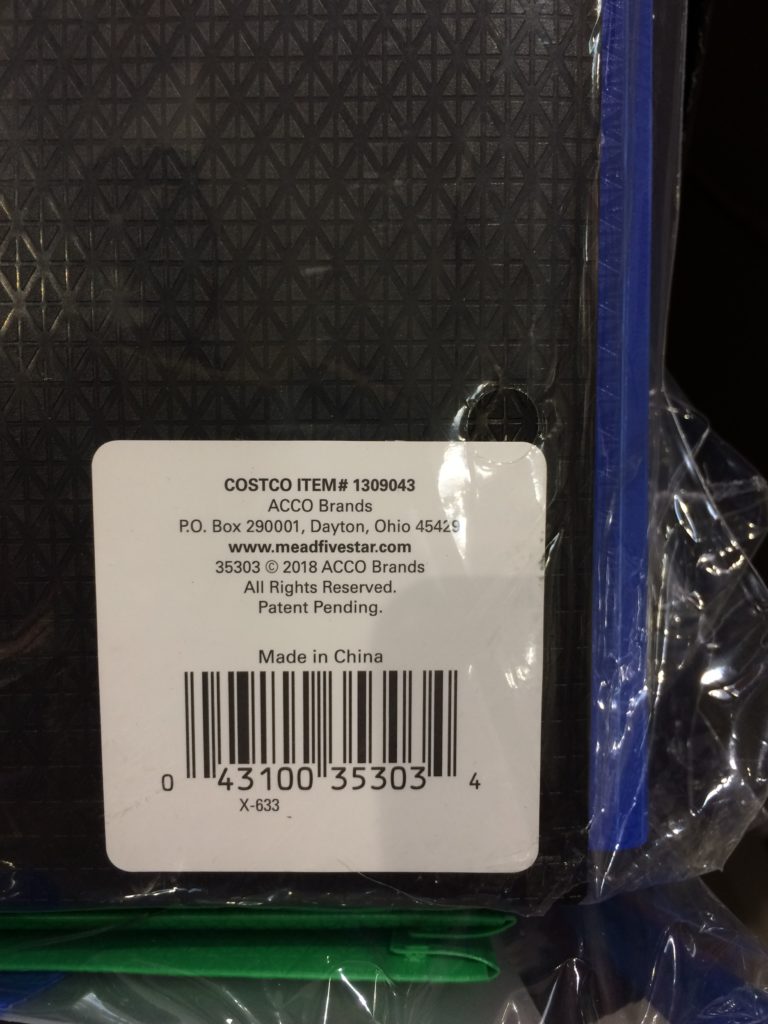 COSTCO ITEM# 1309043
ACCO Brands
P.O. Box 290001, Dayton, Ohio 45429
www.meadfivestar.com
35303 © 2018 ACCO Brands
All Rights Reserved.
Patent Pending.
Made in China
0 43100 35303 4
X-633